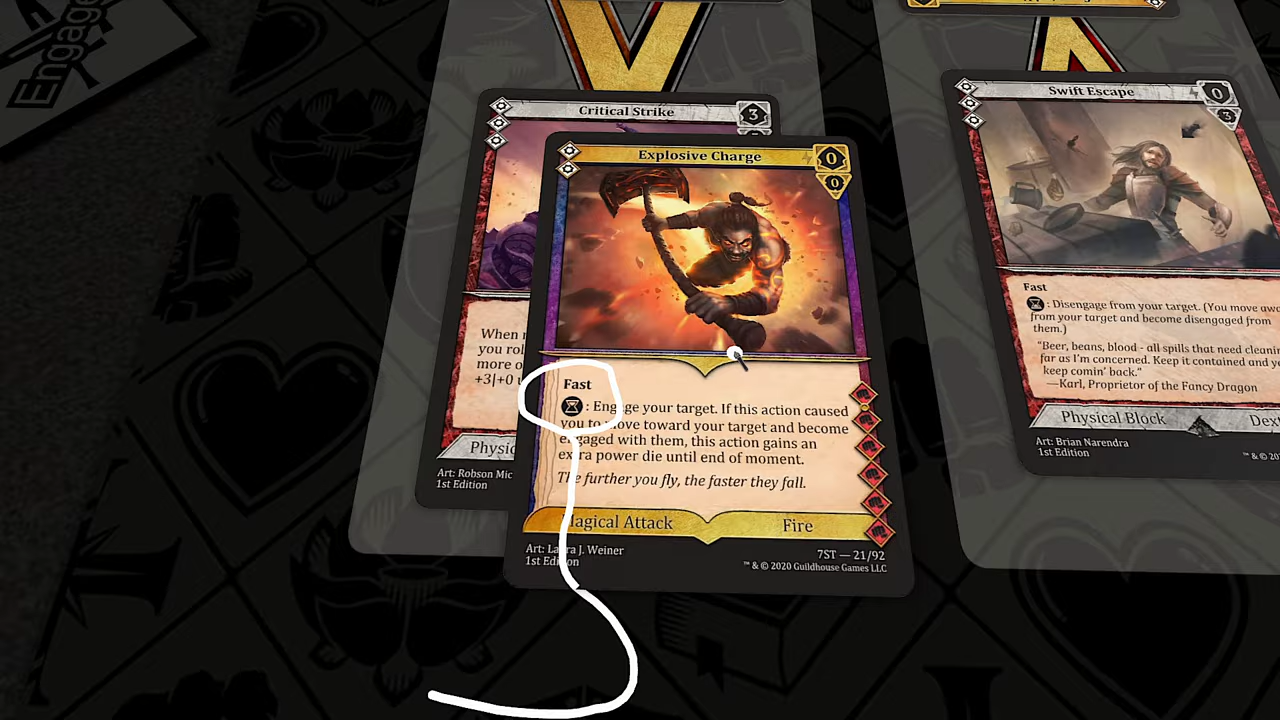 Engage
Critical Strike
3
When
you rol
more o
+3|+0
Physic
Art: Robson Mic
1st Edition
Explosive Charge
0
0
Fast
: Engage your target. If this action caused
you to move toward your target and become
engaged with them, this action gains an
extra power die until end of moment.
The further you fly, the faster they fall.
Magical Attack
Fire
Art: Laura J. Weiner
1st Edition
7ST — 21/92
™ & © 2020 Guildhouse Games LLC
Swift Escape
0
3
Fast
: Disengage from your target. (You move awa
from your target and become disengaged from
them.)
"Beer, beans, blood - all spills that need cleanin
far as I'm concerned. Keep it contained and y
keep comin' back."
—Karl, Proprietor of the Fancy Dragon
Physical Block
Dext
Art: Brian Narendra
1st Edition
™ & © 20